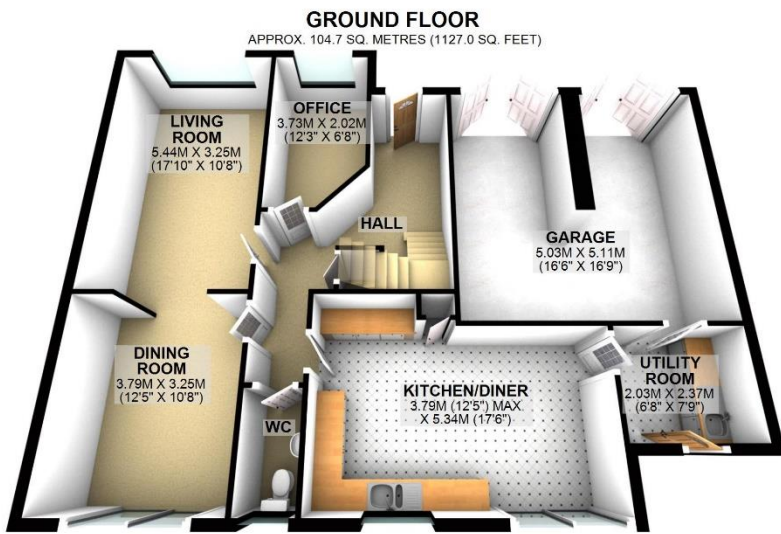 GROUND FLOOR
APPROX. 104.7 SQ. METRES (1127.0 SQ. FEET)
LIVING
ROOM
5.44M X 3.25M
(17'10" X 10'8")
OFFICE
3.73M X 2.02M
(12'3" X 6'8")
HALL
GARAGE
5.03M X 5.11M
(16'6" X 16'9")
DINING
ROOM
3.79M X 3.25M
(12'5" X 10'8")
WC
KITCHEN/DINER
3.79M (12'5") MAX
X 5.34M (17'6")
UTILITY
ROOM
2.03M X 2.37M
(6'8" X 7'9")